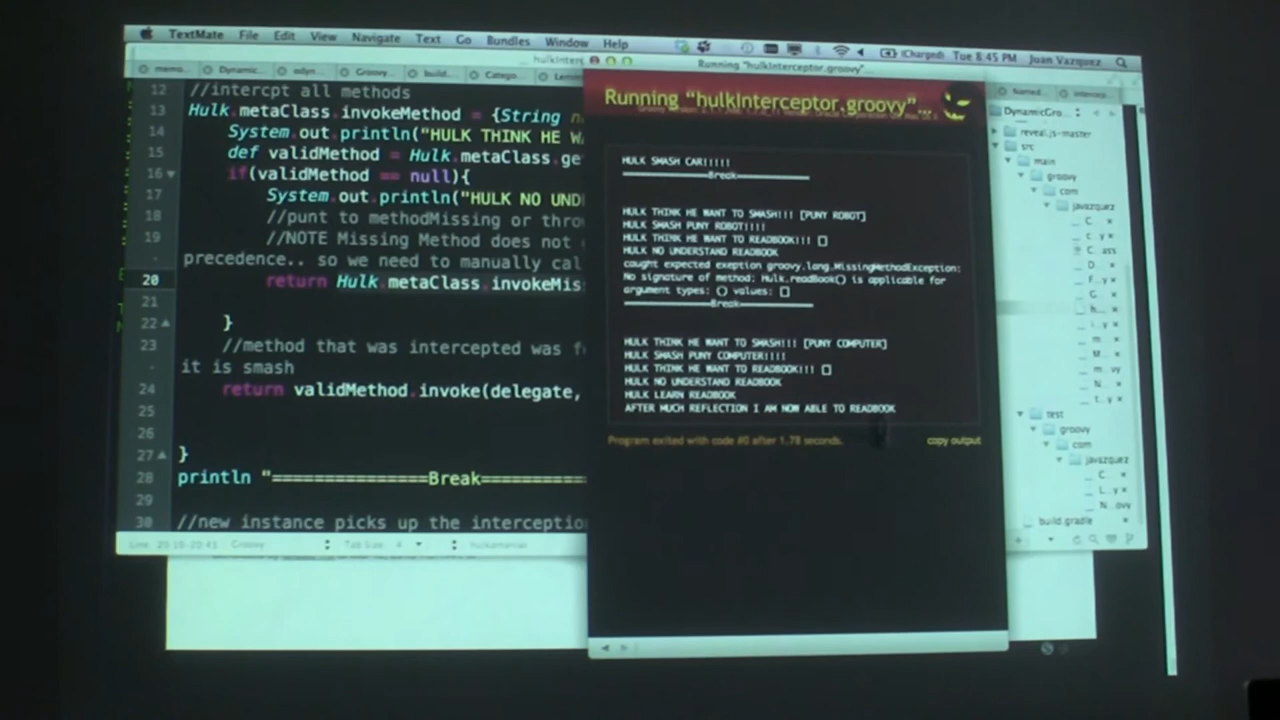 TextMate File Edit View Navigate Text Go Bundles Window Help (Charged) Tue 8:45 PM Juan Vazquez
Running "hulkInterceptor.groovy"...
12 //intercpt all methods
13 Hulk.metaClass.invokeMethod = {String
14 System.out.println("HULK THINK HE W
15 def validMethod = Hulk.metaClass.ge
16 if(validMethod == null){
17 System.out.println("HULK NO UND
18 //punt to methodMissing or thro
19 //NOTE Missing Method does not
precedence.. so we need to manually cal
20 return Hulk.metaClass.invokeMis
21
22 }
23 //method that was intercepted was f
it is smash
24 return validMethod.invoke(delegate,
25
26
27 }
28 println "===============Break==========
29
30 //new instance picks up the interceptio
Groovy Tab Size: 4
Running "hulkInterceptor.groovy"...
HULK SMASH CAR!!!!!
Break
HULK THINK HE WANT TO SMASH!!! [PUNY ROBOT]
HULK SMASH PUNY ROBOT!!!!
HULK THINK HE WANT TO READBOOK!!! []
HULK NO UNDERSTAND READBOOK
caught expected exeption groovy.lang.MissingMethodException:
No signature of method: Hulk.readBook() is applicable for
argument types: () values: []
Break
HULK THINK HE WANT TO SMASH!!! [PUNY COMPUTER]
HULK SMASH PUNY COMPUTER!!!!
HULK THINK HE WANT TO READBOOK!!! []
HULK NO UNDERSTAND READBOOK
HULK LEARN READBOOK
AFTER MUCH REFLECTION I AM NOW ABLE TO READBOOK
Program exited with code #0 after 1.78 seconds.
copy output
DynamicGro...
reveal.js-master
src
main
groovy
com
javazquez
test
groovy
com
javazquez
build.gradle